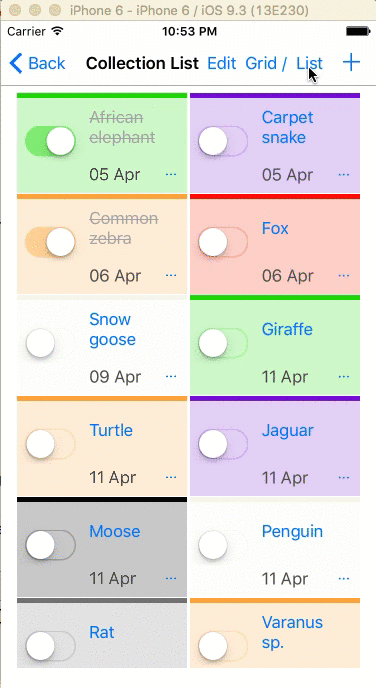 iPhone 6 - iPhone 6 / iOS 9.3 (13E230)
Carrier 10:53 PM
Back Collection List Edit Grid / List +
African elephant
05 Apr ...
Carpet snake
05 Apr ...
Common zebra
06 Apr ...
Fox
06 Apr ...
Snow goose
09 Apr ...
Giraffe
11 Apr ...
Turtle
11 Apr ...
Jaguar
11 Apr ...
Moose
11 Apr ...
Penguin
11 Apr ...
Rat
Varanus sp.